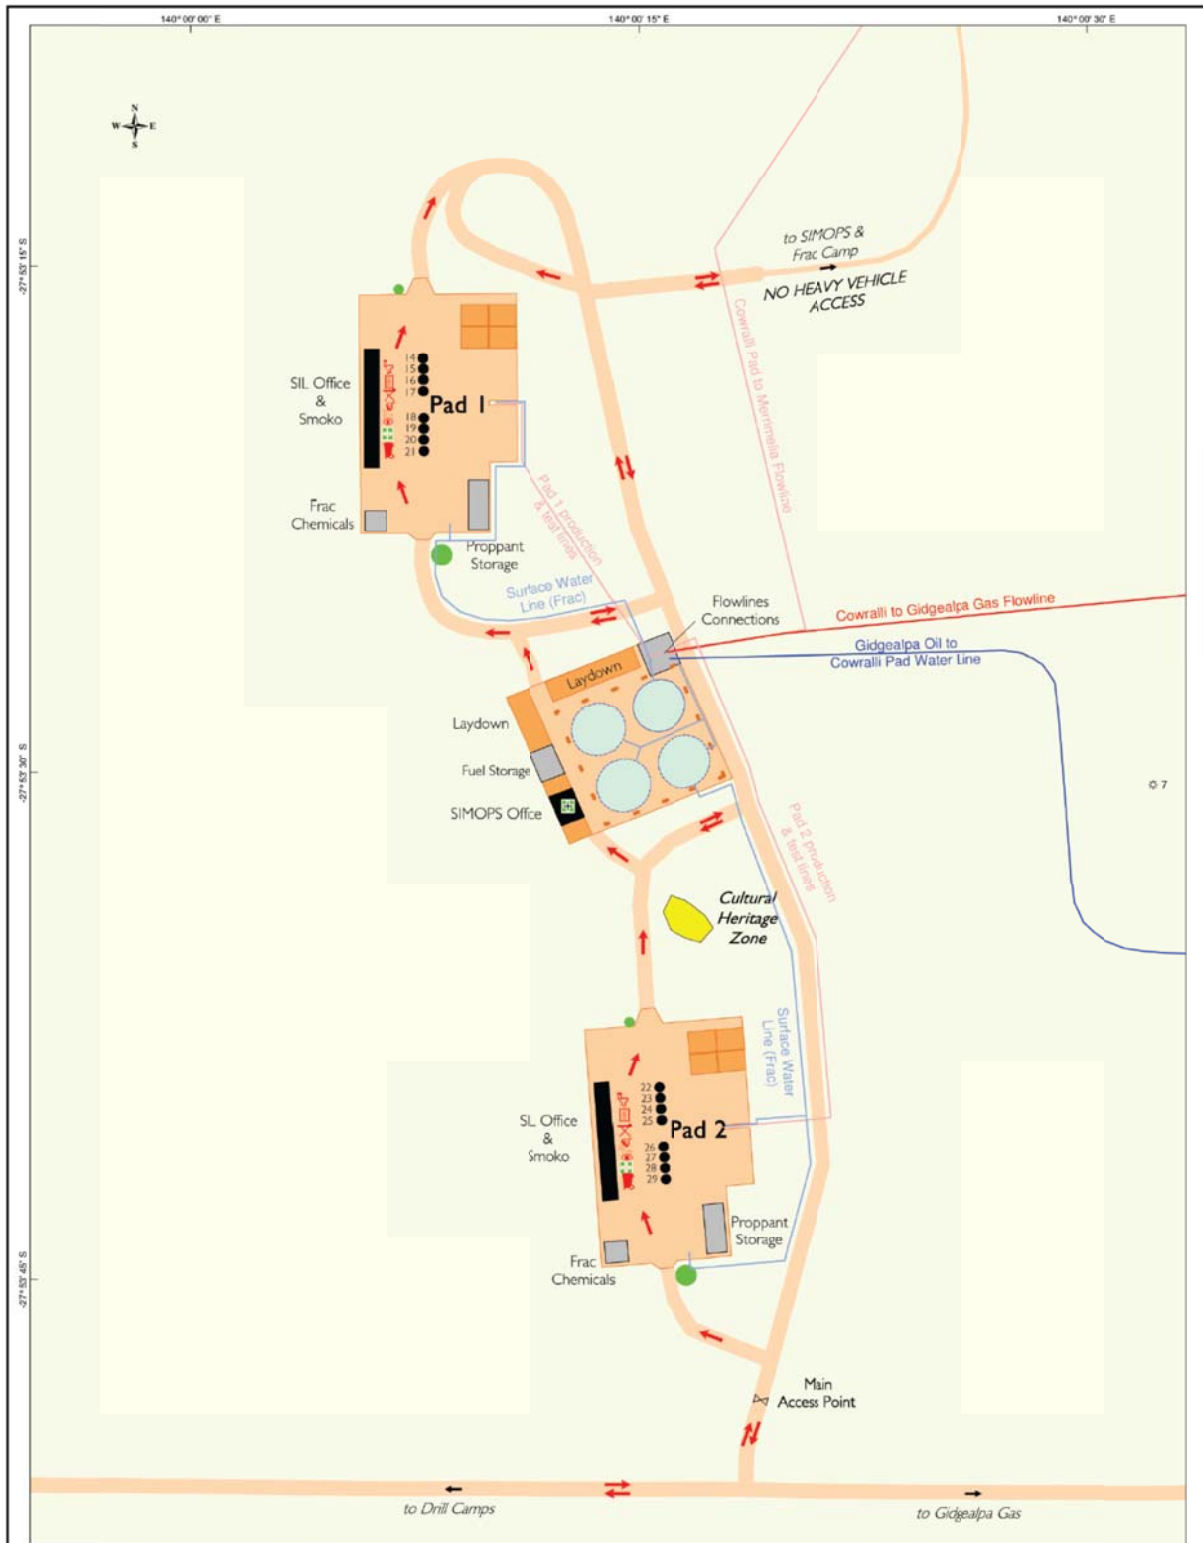 140° 00' 00" E
140° 00' 15" E
140° 00' 30" E
N
W
E
S
to SIMOPS &
Frac Camp
NO HEAVY VEHICLE
ACCESS
-27°53'15" S
Cowralli Pad to Merrimelia Flowline
SIL Office
&
Smoko
14
15
16
17
Pad 1
18
19
20
21
Frac
Chemicals
Proppant
Storage
Pad 1 production
& test lines
Surface Water
Line (Frac)
Flowlines
Connections
Cowralli to Gidgealpa Gas Flowline
Gidgealpa Oil to
Cowralli Pad Water Line
Laydown
Laydown
Fuel Storage
SIMOPS Office
-27°53'30" S
7
Pad 2 production
& test lines
Cultural
Heritage
Zone
Surface Water
Line (Frac)
SL Office
&
Smoko
22
23
24
25
Pad 2
26
27
28
29
Proppant
Storage
Frac
Chemicals
-27°53'45" S
Main
Access Point
to Drill Camps
to Gidgealpa Gas